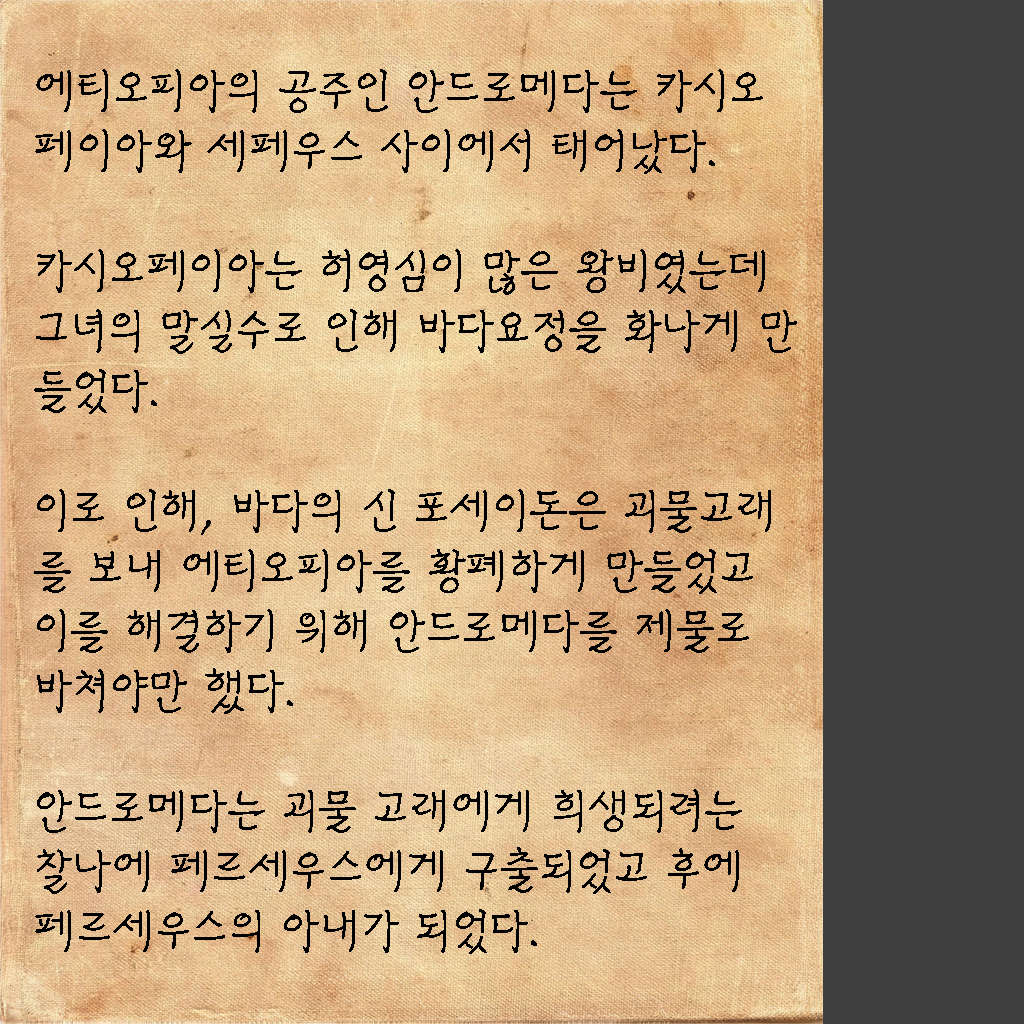 에티오피아의 공주인 안드로메다는 카시오
페이아와 세페우스 사이에서 태어났다.
카시오페이아는 허영심이 많은 왕비였는데
그녀의 말실수로 인해 바다요정을 화나게 만
들었다.
이로 인해, 바다의 신 포세이돈은 괴물고래
를 보내 에티오피아를 황폐하게 만들었고
이를 해결하기 위해 안드로메다를 제물로
바쳐야만 했다.
안드로메다는 괴물 고래에게 희생되려는
찰나에 페르세우스에게 구출되었고 후에
페르세우스의 아내가 되었다.